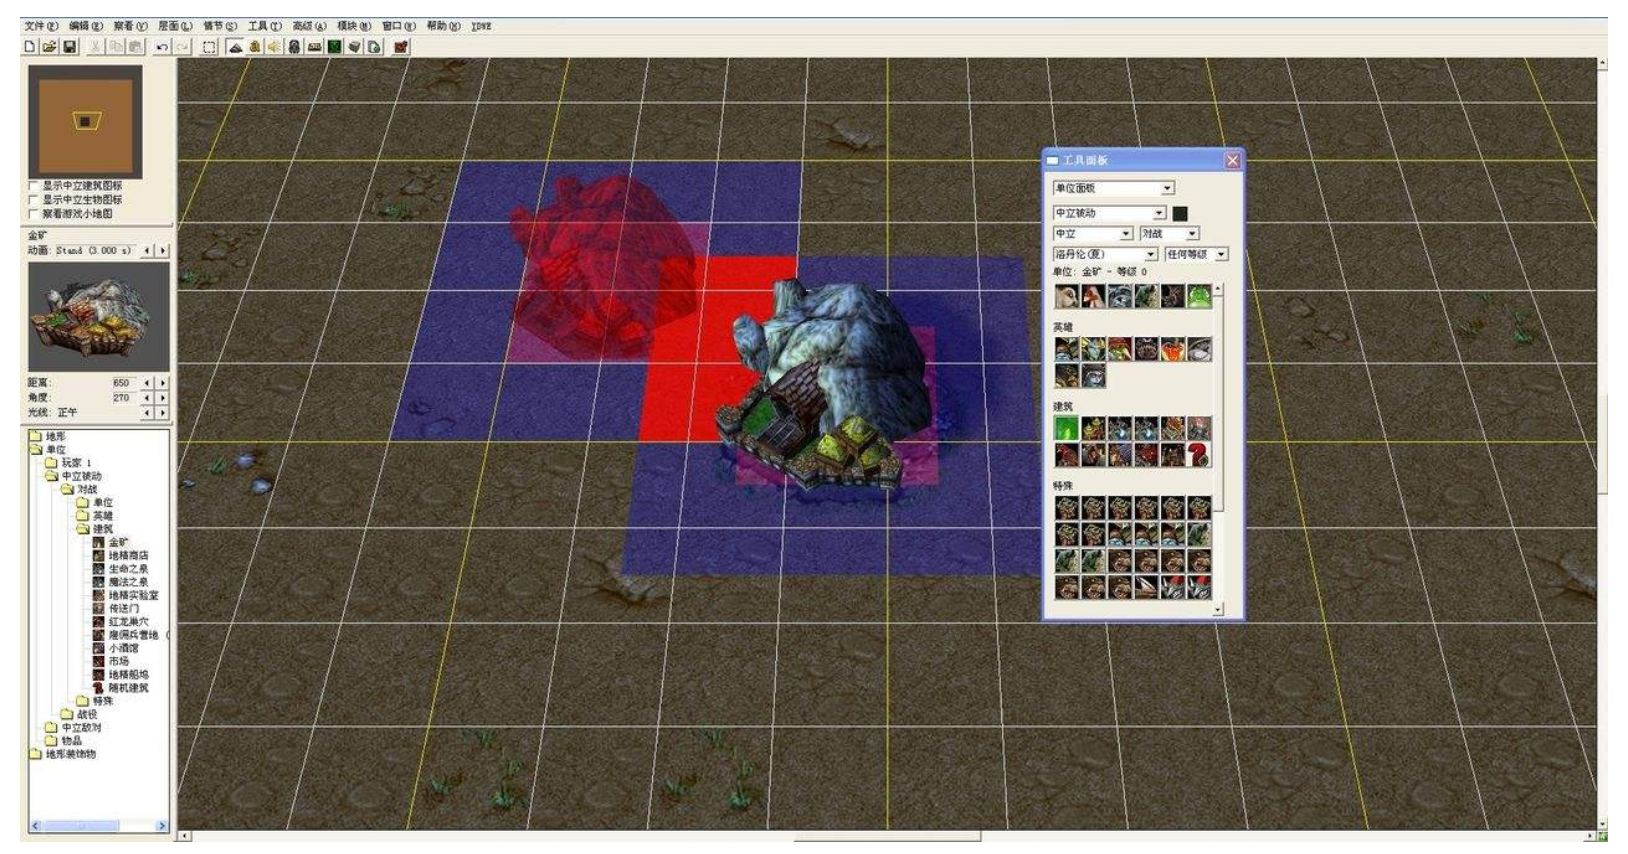 文件(F) 编辑(E) 察看(V) 层面(L) 情节(S) 工具(T) 高级(A) 模块(M) 窗口(W) 帮助(H) YDWE
显示中立建筑图标
显示中立生物图标
察看游戏小地图
金矿
动画: Stand (3.000 s)
距离: 650
角度: 270
光线: 正午
地形
单位
玩家 1
中立被动
对战
单位
英雄
建筑
金矿
地精商店
生命之泉
魔法之泉
地精实验室
传送门
红龙巢穴
雇佣兵营地 (
小酒馆
市场
地精船坞
随机建筑
特殊
战役
中立敌对
物品
地形装饰物
工具面板
单位面板
中立被动
中立 对战
洛丹伦(夏) 任何等级
单位: 金矿 - 等级 0
英雄
建筑
特殊